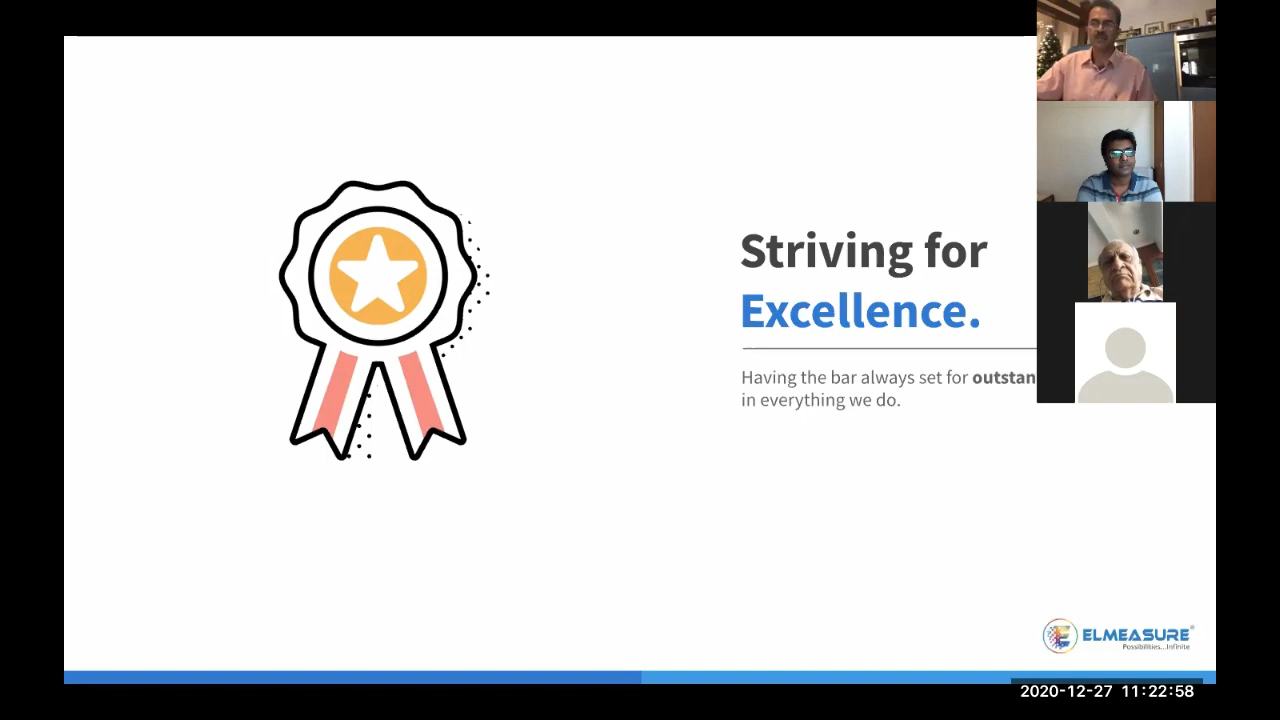 Striving for
Excellence.
Having the bar always set for outstan
in everything we do.
ELMEASURE®
Possibilities...Infinite
2020-12-27 11:22:58